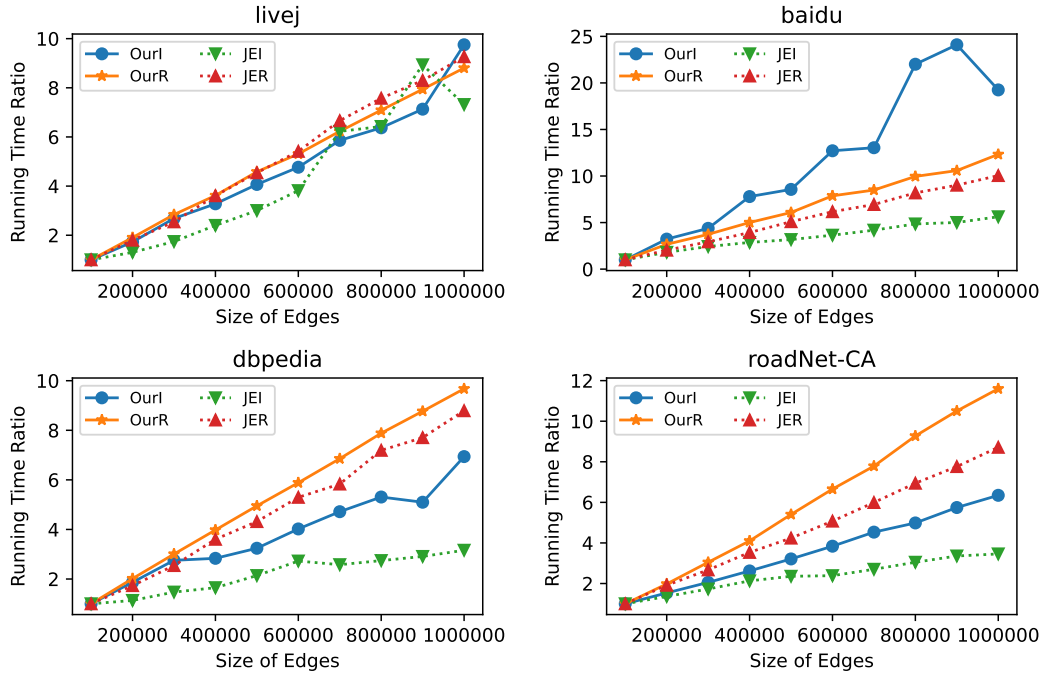 livej
OurI
OurR
JEI
JER
Running Time Ratio
10
8
6
4
2
200000 400000 600000 800000 1000000
Size of Edges
baidu
OurI
OurR
JEI
JER
Running Time Ratio
25
20
15
10
5
0
200000 400000 600000 800000 1000000
Size of Edges
dbpedia
OurI
OurR
JEI
JER
Running Time Ratio
10
8
6
4
2
200000 400000 600000 800000 1000000
Size of Edges
roadNet-CA
OurI
OurR
JEI
JER
Running Time Ratio
12
10
8
6
4
2
200000 400000 600000 800000 1000000
Size of Edges